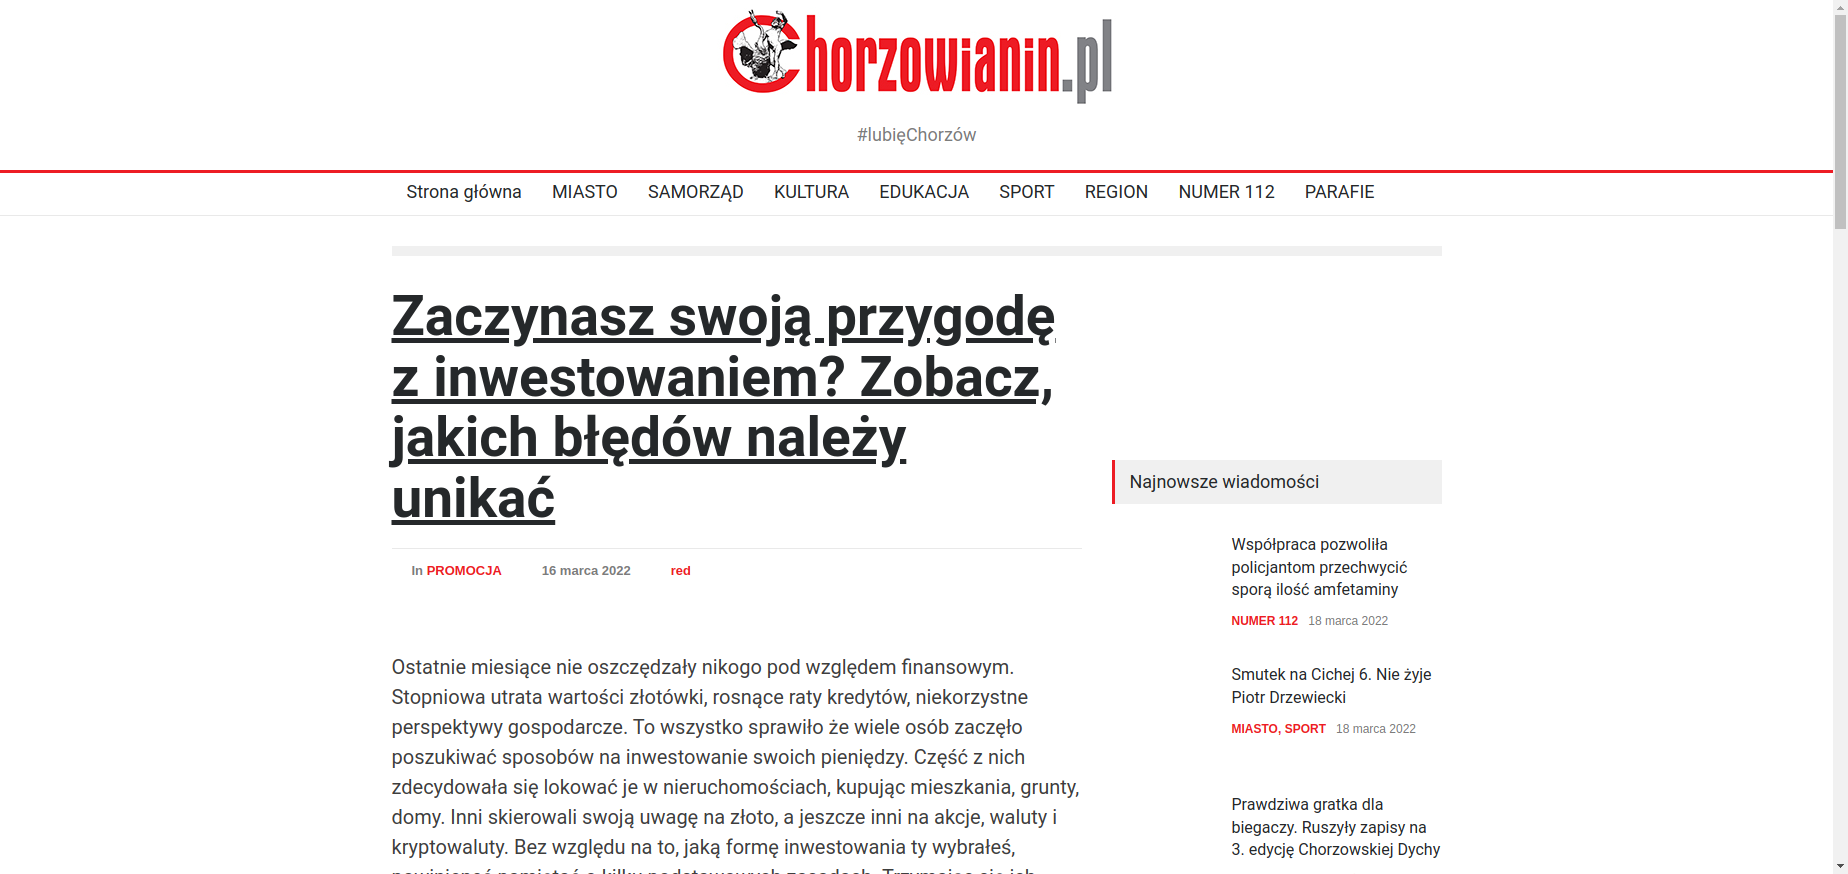 Chorzowianin.pl
#lubięChorzów
Strona główna MIASTO SAMORZĄD KULTURA EDUKACJA SPORT REGION NUMER 112 PARAFIE
Zaczynasz swoją przygodę
z inwestowaniem? Zobacz,
jakich błędów należy
unikać
In PROMOCJA 16 marca 2022 red
Ostatnie miesiące nie oszczędzały nikogo pod względem finansowym.
Stopniowa utrata wartości złotówki, rosnące raty kredytów, niekorzystne
perspektywy gospodarcze. To wszystko sprawiło że wiele osób zaczęło
poszukiwać sposobów na inwestowanie swoich pieniędzy. Część z nich
zdecydowała się lokować je w nieruchomościach, kupując mieszkania, grunty,
domy. Inni skierowali swoją uwagę na złoto, a jeszcze inni na akcje, waluty i
kryptowaluty. Bez względu na to, jaką formę inwestowania ty wybrałeś,
Najnowsze wiadomości
Współpraca pozwoliła
policjantom przechwycić
sporą ilość amfetaminy
NUMER 112 18 marca 2022
Smutek na Cichej 6. Nie żyje
Piotr Drzewiecki
MIASTO, SPORT 18 marca 2022
Prawdziwa gratka dla
biegaczy. Ruszyły zapisy na
3. edycję Chorzowskiej Dychy